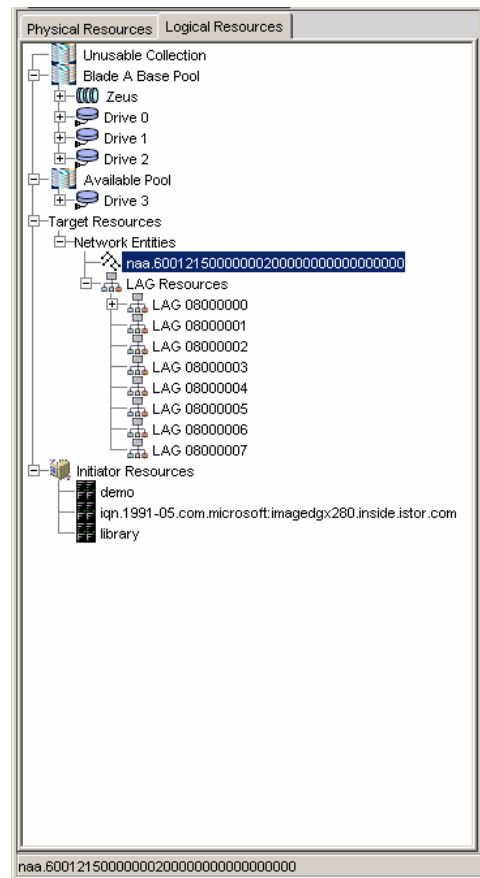 Physical Resources Logical Resources
Unusable Collection
Blade A Base Pool
Zeus
Drive 0
Drive 1
Drive 2
Available Pool
Drive 3
Target Resources
Network Entities
naa.60012150000000200000000000000000
LAG Resources
LAG 08000000
LAG 08000001
LAG 08000002
LAG 08000003
LAG 08000004
LAG 08000005
LAG 08000006
LAG 08000007
Initiator Resources
demo
iqn.1991-05.com.microsoft:imagedgx280.inside.istor.com
library
naa.60012150000000200000000000000000